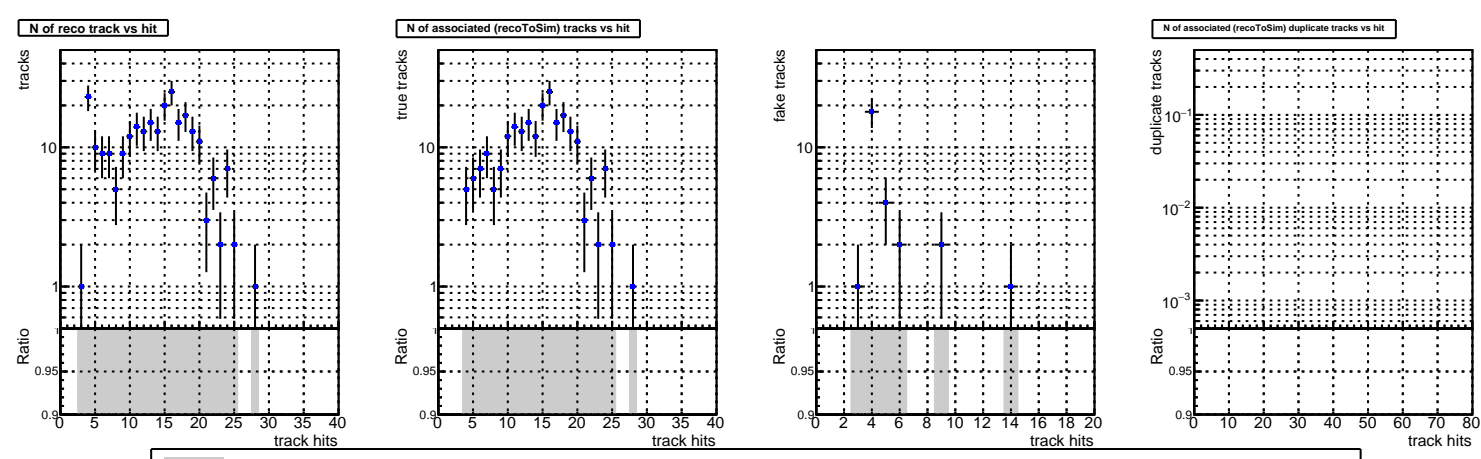 N of reco track vs hit
tracks
10
1
Ratio
1
0.95
0.9
0 5 10 15 20 25 30 35 40
track hits
N of associated (recoToSim) tracks vs hit
true tracks
10
1
Ratio
1
0.95
0.9
0 5 10 15 20 25 30 35 40
track hits
fake tracks
10
1
Ratio
1
0.95
0.9
0 2 4 6 8 10 12 14 16 18 20
track hits
N of associated (recoToSim) duplicate tracks vs hit
duplicate tracks
10⁻¹
10⁻²
10⁻³
Ratio
1
0.95
0.9
0 10 20 30 40 50 60 70 80
track hits